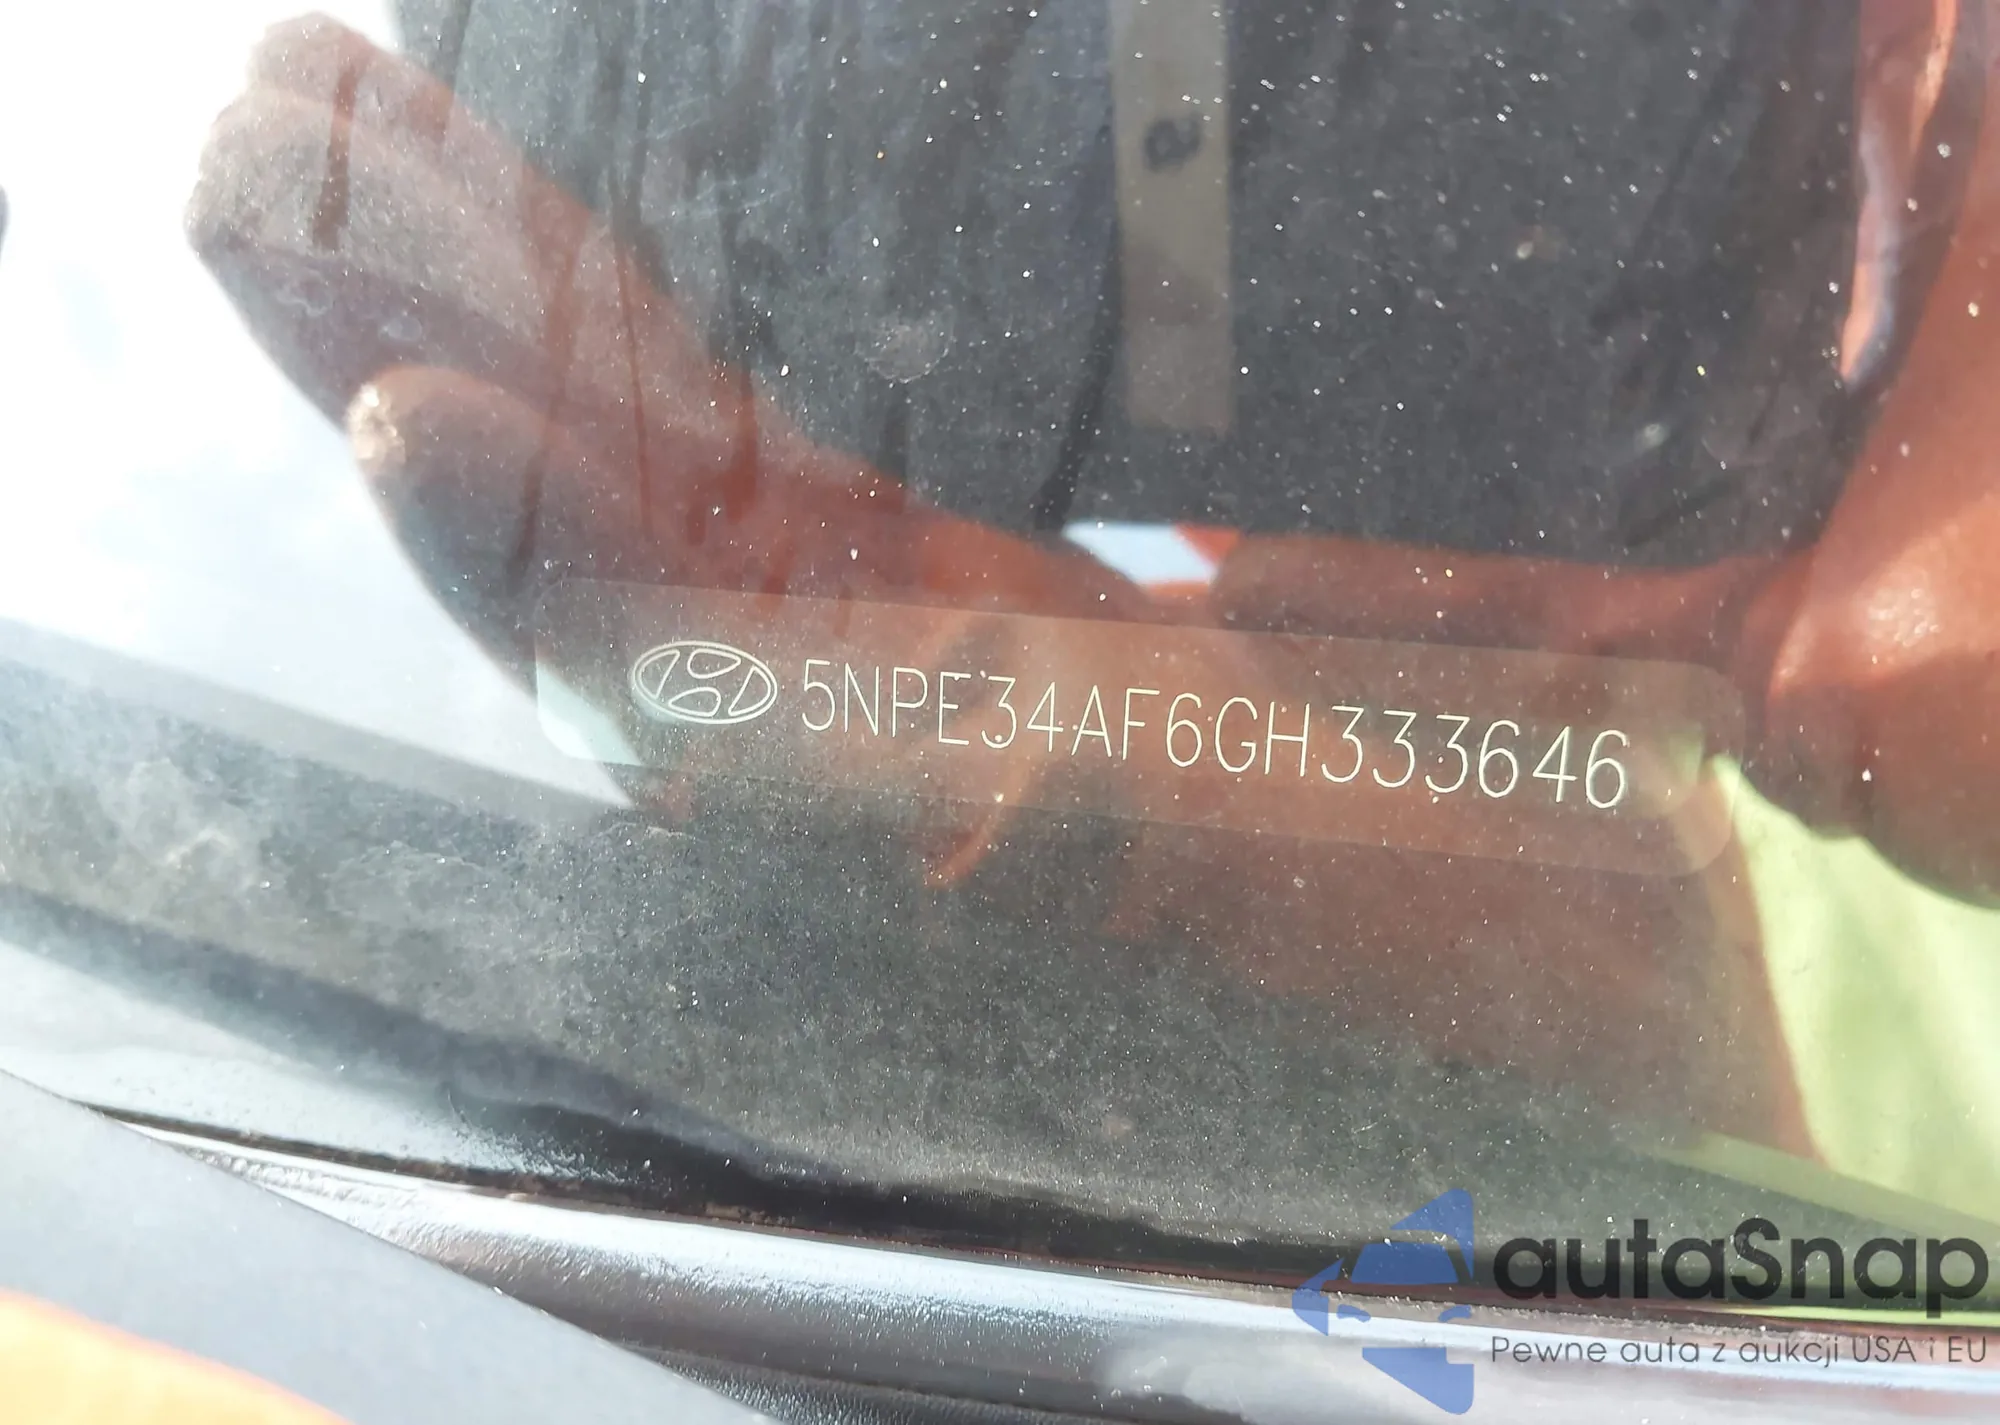 5NPE34AF6GH333646
autaSnap
Pewne auta z aukcji USA i EU